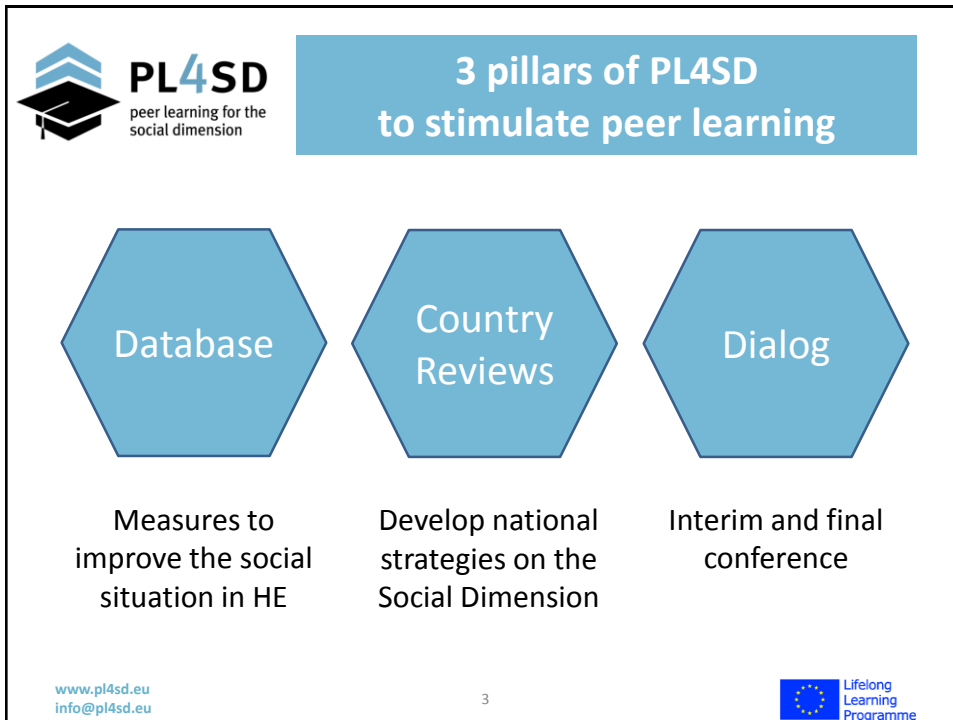 PL4SD
peer learning for the
social dimension
3 pillars of PL4SD
to stimulate peer learning
Database
Country
Reviews
Dialog
Measures to
improve the social
situation in HE
Develop national
strategies on the
Social Dimension
Interim and final
conference
www.pl4sd.eu
info@pl4sd.eu
3
Lifelong
Learning
Programme